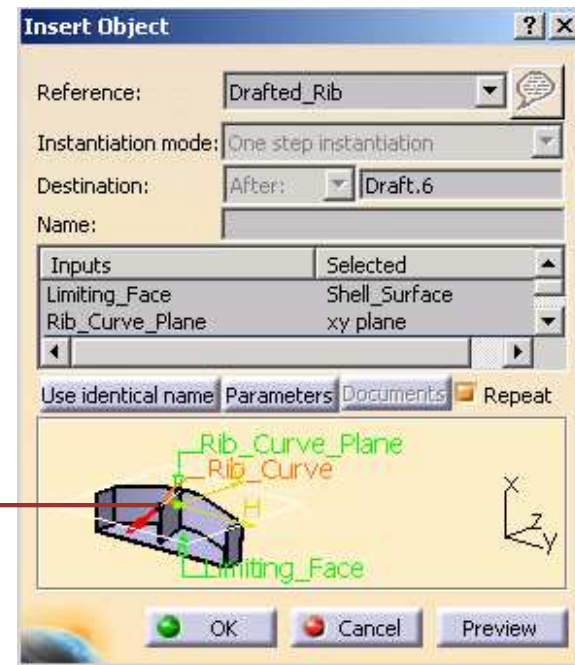 Insert Object
Reference: Drafted_Rib
Instantiation mode: One step instantiation
Destination: After: Draft.6
Name:
Inputs Selected
Limiting_Face Shell_Surface
Rib_Curve_Plane xy plane
Use identical name Parameters Documents Repeat
Rib_Curve_Plane
Rib_Curve
H
Limiting_Face
x
z
y
OK Cancel Preview